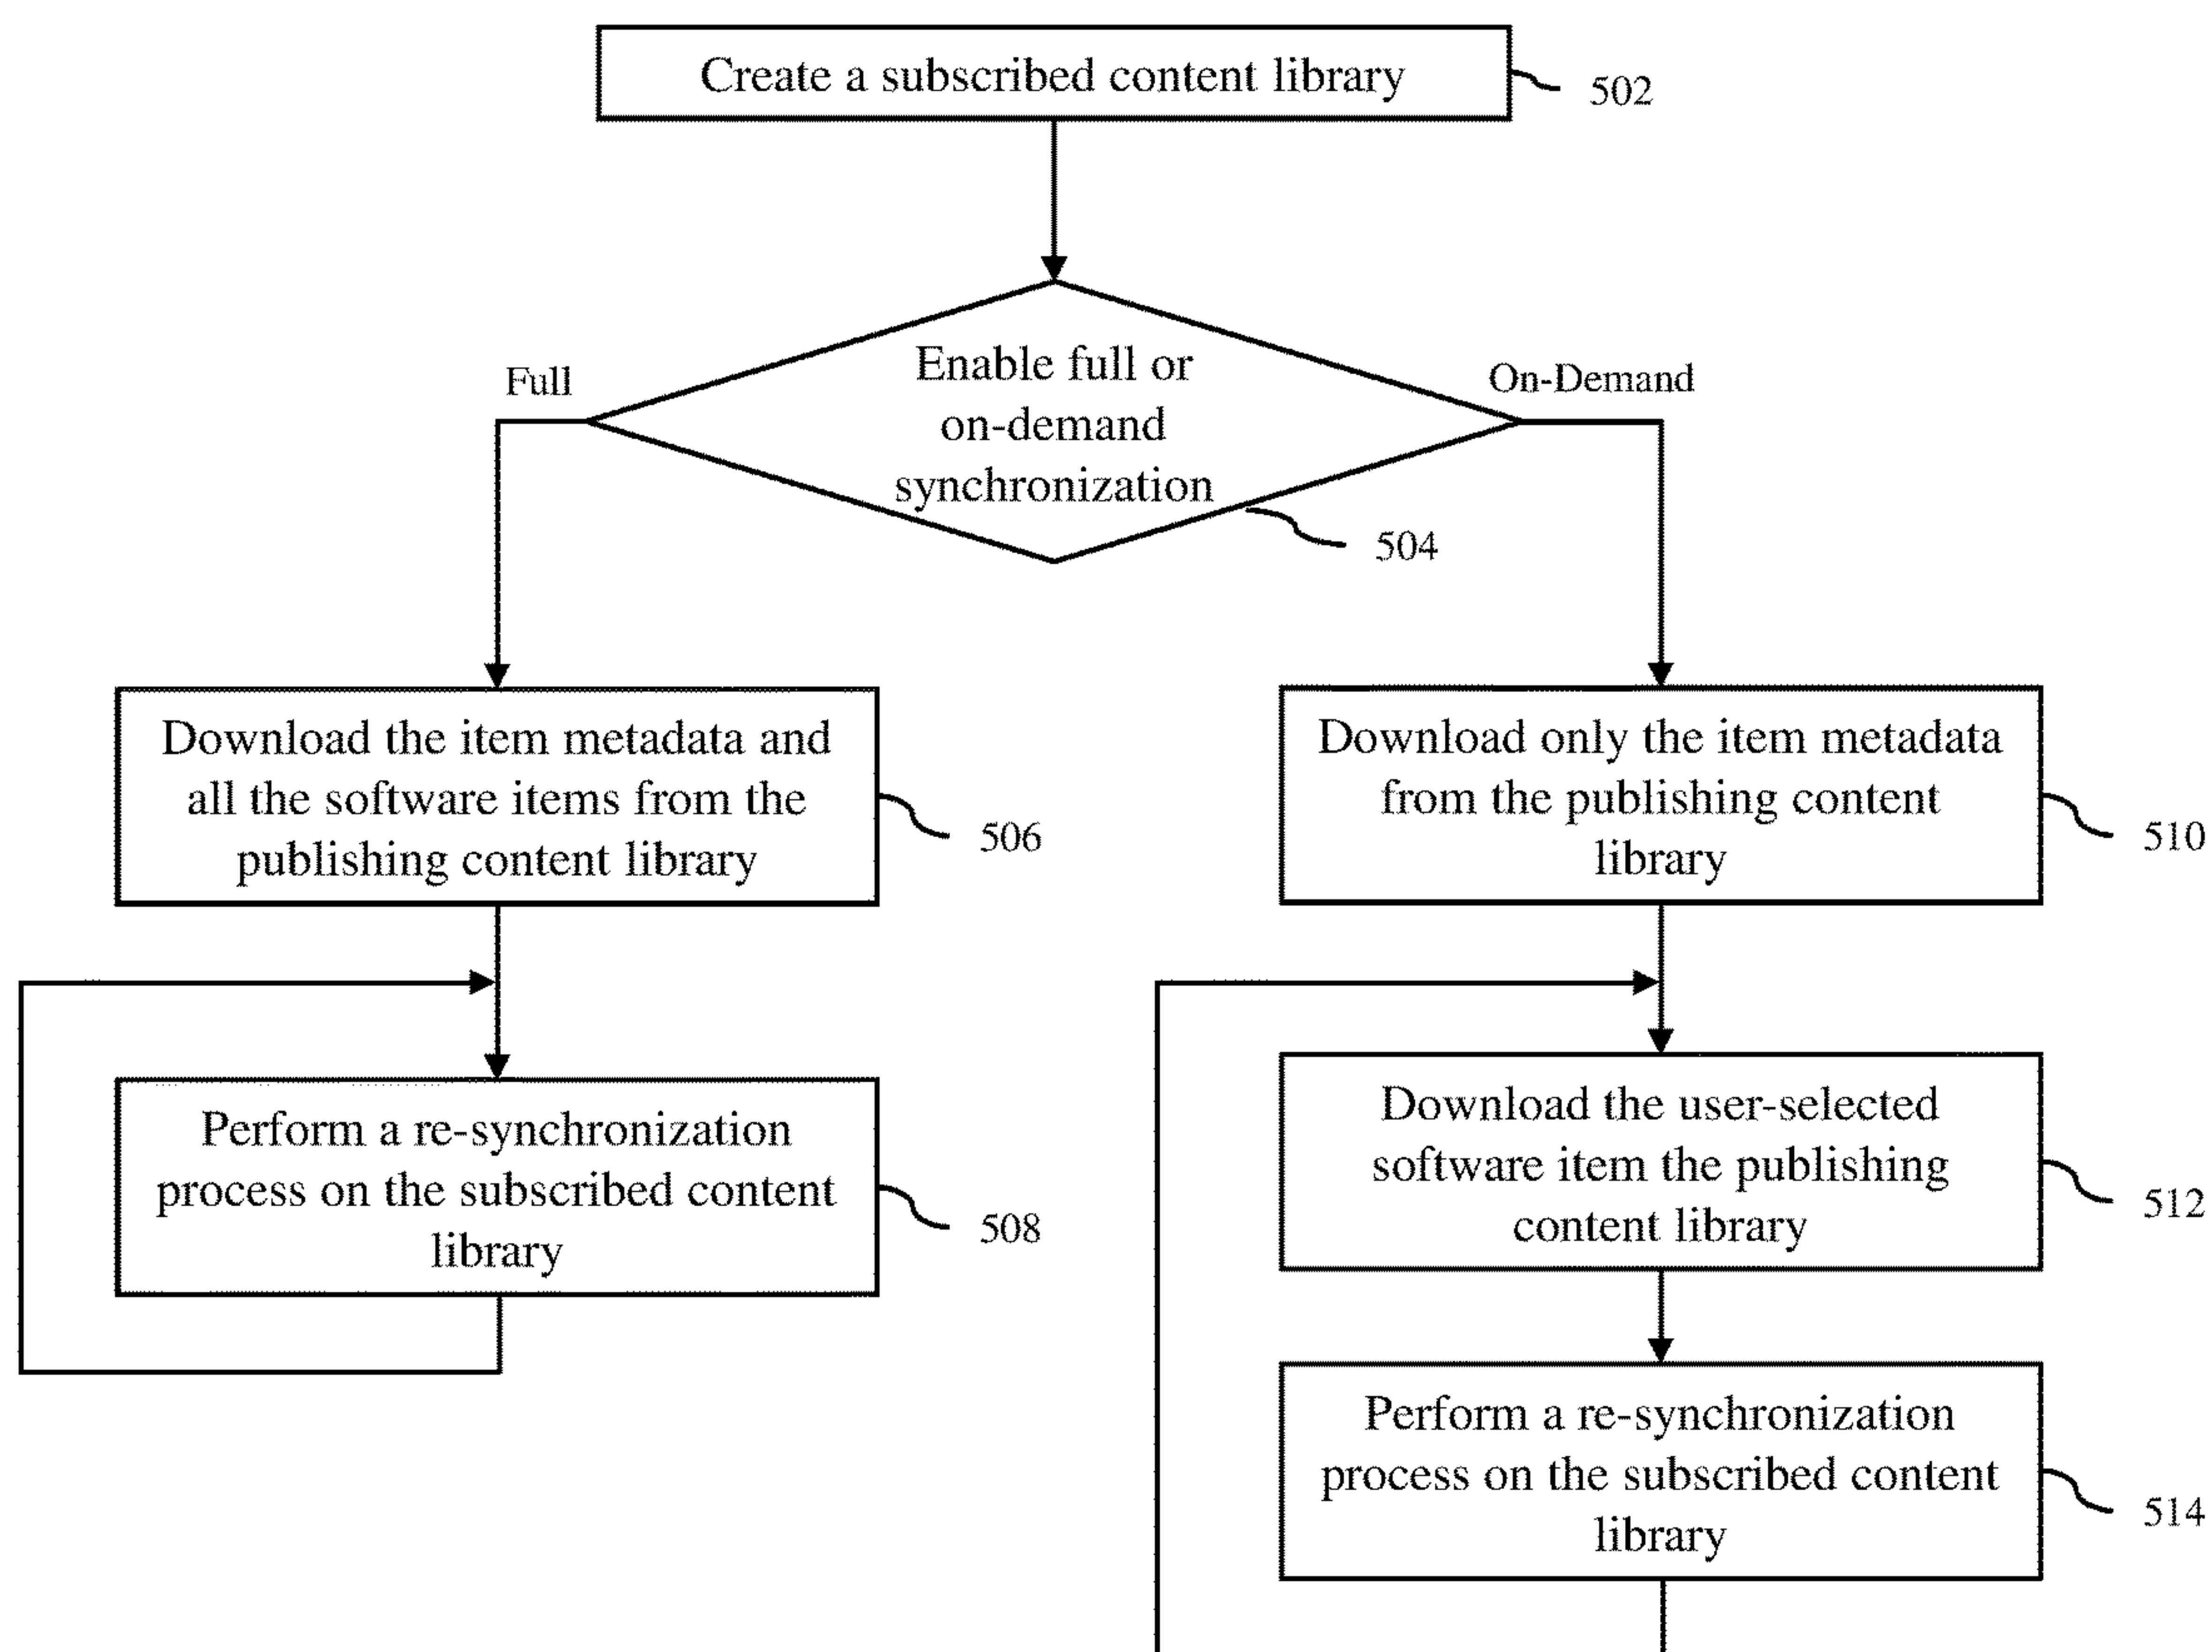 Create a subscribed content library
502
Full
Enable full or
on-demand
synchronization
On-Demand
504
Download the item metadata and
all the software items from the
publishing content library
506
Download only the item metadata
from the publishing content
library
510
Perform a re-synchronization
process on the subscribed content
library
508
Download the user-selected
software item the publishing
content library
512
Perform a re-synchronization
process on the subscribed content
library
514